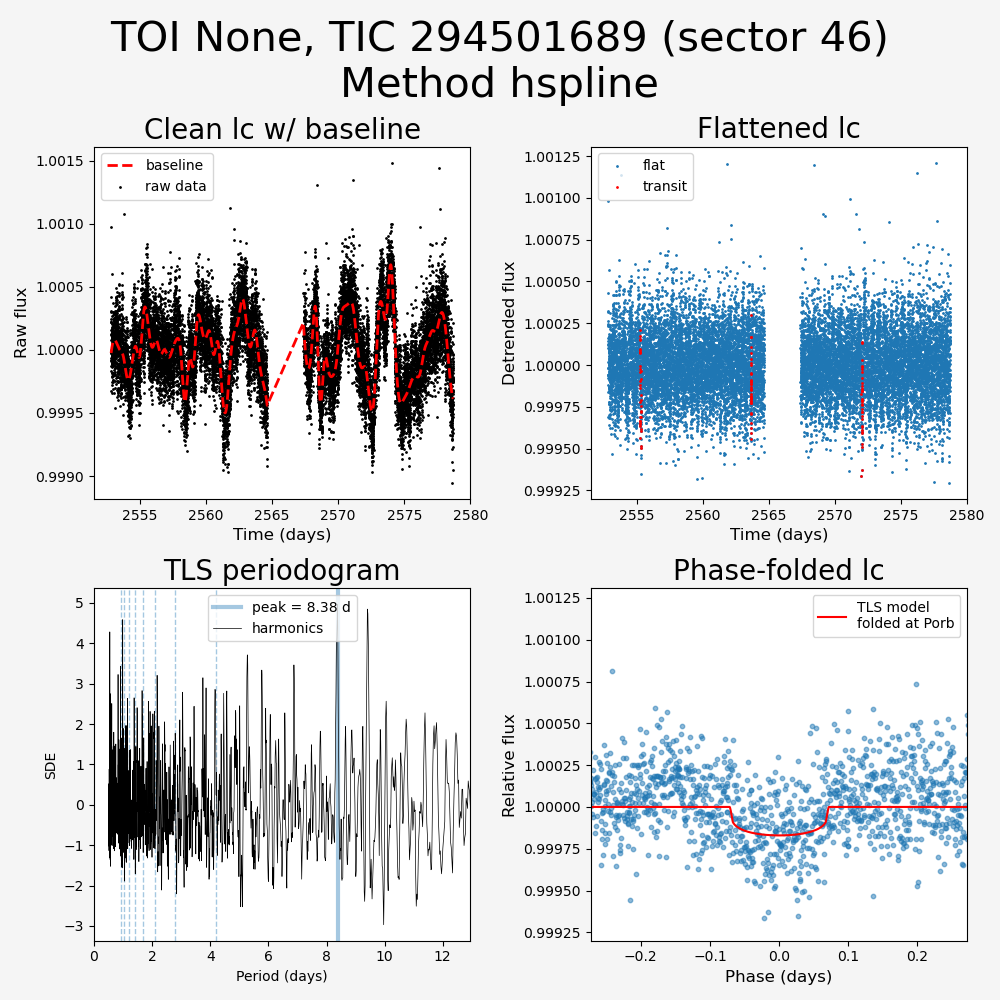 TOI None, TIC 294501689 (sector 46)
Method hspline
Clean lc w/ baseline
baseline
raw data
1.0015
1.0010
1.0005
1.0000
0.9995
0.9990
Raw flux
2555
2560
2565
2570
2575
2580
Time (days)
Flattened lc
flat
transit
1.00125
1.00100
1.00075
1.00050
1.00025
1.00000
0.99975
0.99950
0.99925
Detrended flux
2555
2560
2565
2570
2575
2580
Time (days)
TLS periodogram
peak = 8.38 d
harmonics
5
4
3
2
1
0
−1
−2
−3
SDE
0
2
4
6
8
10
12
Period (days)
Phase-folded lc
TLS model
folded at Porb
1.00125
1.00100
1.00075
1.00050
1.00025
1.00000
0.99975
0.99950
0.99925
Relative flux
−0.2
−0.1
0.0
0.1
0.2
Phase (days)